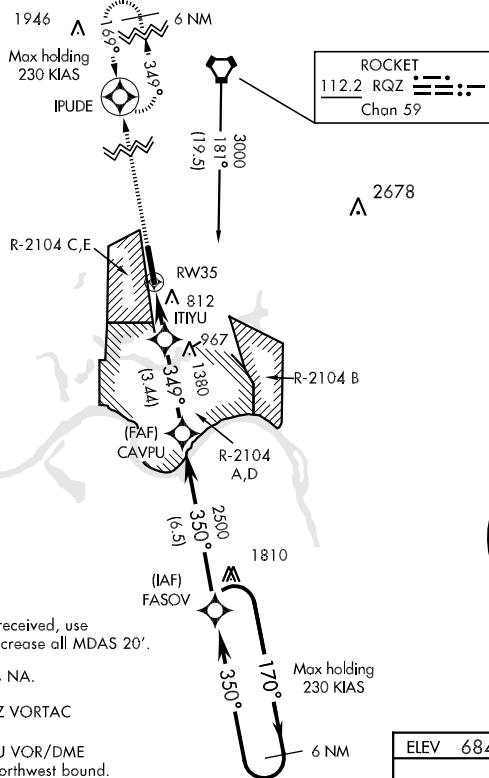 1946
6 NM
169°
349°
Max holding
230 KIAS
IPUDE
ROCKET
112.2 RQZ
Chan 59
3000
181°
(19.5)
2678
R-2104 C,E
RW35
812
ITIYU
967
1380
349°
(3.44)
R-2104 B
(FAF)
CAVPU
R-2104
A,D
2500
350°
(6.5)
1810
(IAF)
FASOV
received, use
crease all MDAS 20'.
NA.
Z VORTAC
U VOR/DME
orthwest bound.
350°
170°
Max holding
230 KIAS
6 NM
ELEV 684